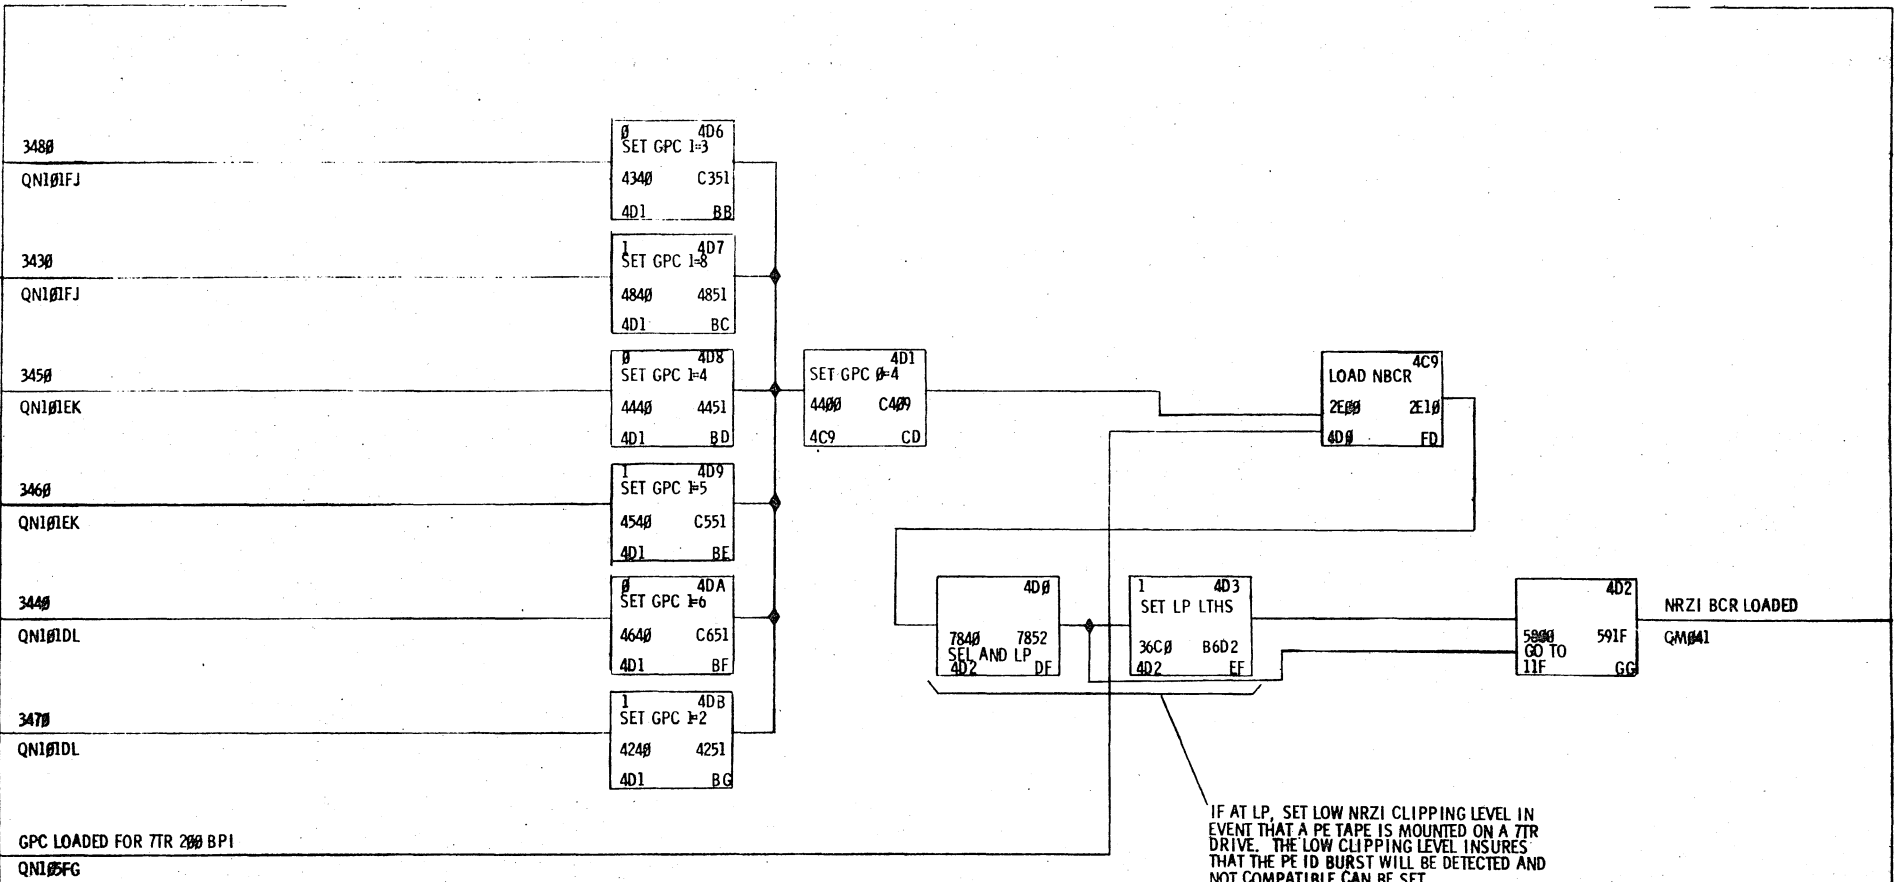 3480
QN101FJ
0 4D6
SET GPC 1=3
4340 C351
4D1 BB
3430
QN101FJ
1 4D7
SET GPC 1=8
4840 4851
4D1 BC
3450
QN101EK
0 4D8
SET GPC 1=4
4440 4451
4D1 BD
4D1
SET GPC 0=4
4400 C409
4C9 CD
4C9
LOAD NBCR
2E00 2E10
4D0 FD
3460
QN101EK
1 4D9
SET GPC 1=5
4540 C551
4D1 BE
3440
QN101DL
0 4DA
SET GPC 1=6
4640 C651
4D1 BF
4D0
7840 7852
SEL AND LP
4D2 DF
1 4D3
SET LP LTHS
36C0 B6D2
4D2 EF
4D2
5800 591F
GO TO
11F GG
NRZI BCR LOADED
QM041
3470
QN101DL
1 4DB
SET GPC 1=2
4240 4251
4D1 BG
GPC LOADED FOR 7TR 200 BPI
QN105FG
IF AT LP, SET LOW NRZI CLIPPING LEVEL IN
EVENT THAT A PE TAPE IS MOUNTED ON A 7TR
DRIVE. THE LOW CLIPPING LEVEL INSURES
THAT THE PE ID BURST WILL BE DETECTED AND
NOT COMPATIBLE CAN BE SET